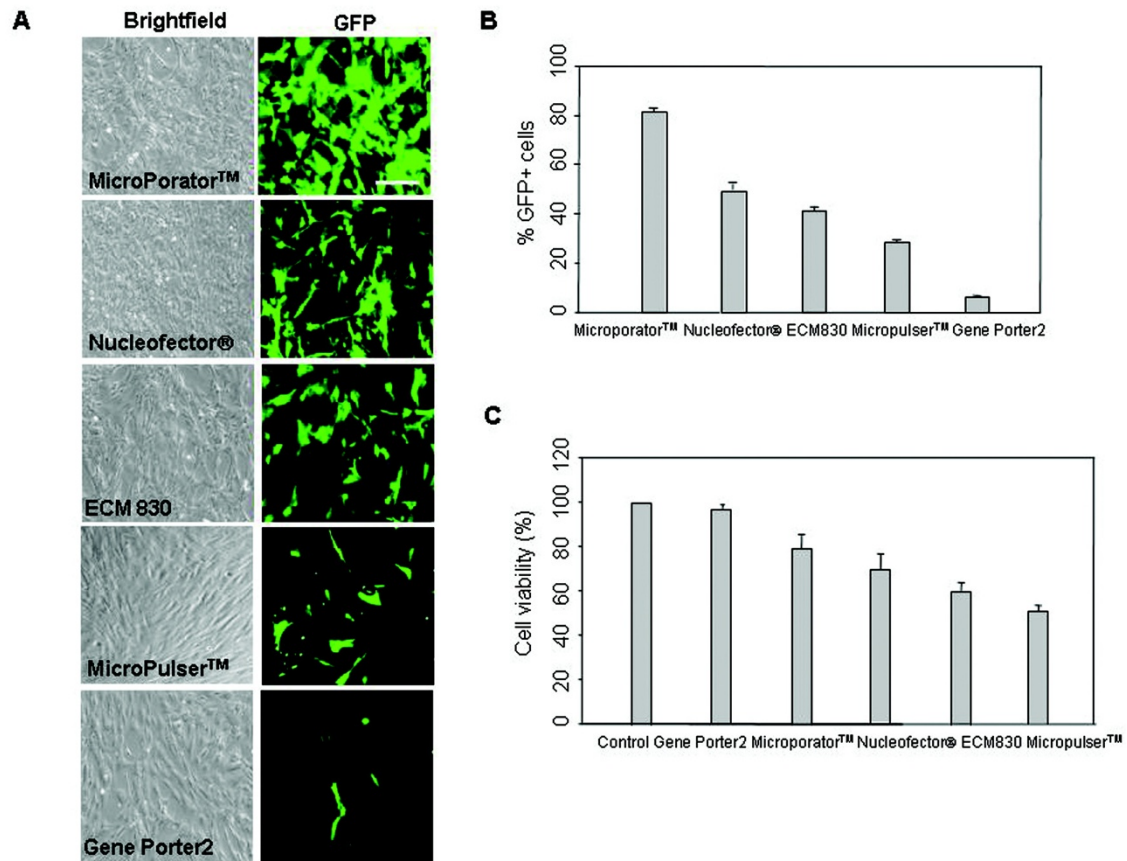 A
Brightfield
GFP
MicroPorator™
Nucleofector®
ECM 830
MicroPulser™
Gene Porter2
B
% GFP+ cells
100
80
60
40
20
0
Microporator™ Nucleofector® ECM830 Micropulser™ Gene Porter2
C
Cell viability (%)
120
100
80
60
40
20
0
Control Gene Porter2 Microporator™ Nucleofector® ECM830 Micropulser™